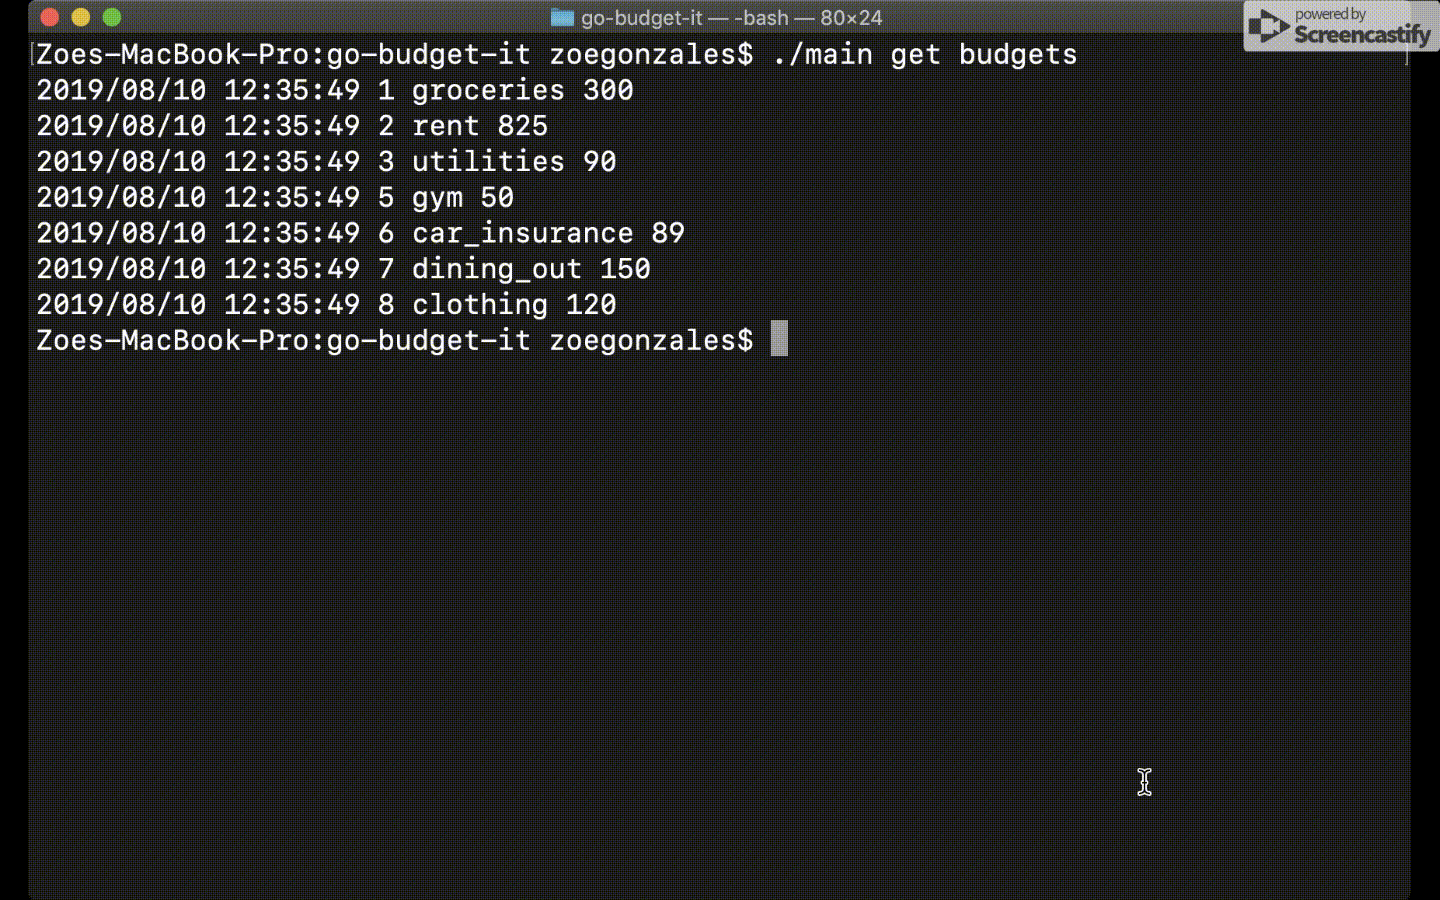 go-budget-it — -bash — 80×24
powered by
Screencastify
Zoes-MacBook-Pro:go-budget-it zoegonzales$ ./main get budgets
2019/08/10 12:35:49 1 groceries 300
2019/08/10 12:35:49 2 rent 825
2019/08/10 12:35:49 3 utilities 90
2019/08/10 12:35:49 5 gym 50
2019/08/10 12:35:49 6 car_insurance 89
2019/08/10 12:35:49 7 dining_out 150
2019/08/10 12:35:49 8 clothing 120
Zoes-MacBook-Pro:go-budget-it zoegonzales$